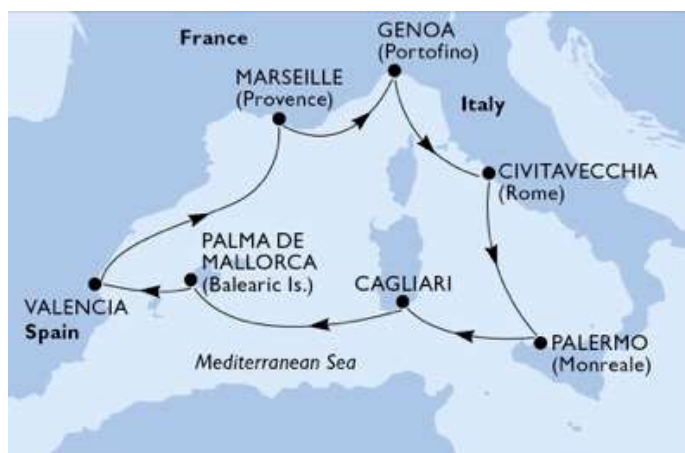 France
GENOA
(Portofino)
MARSEILLE
(Provence)
Italy
CIVITAVECCHIA
(Rome)
PALMA DE
MALLORCA
(Balearic Is.)
CAGLIARI
VALENCIA
Spain
PALERMO
(Monreale)
Mediterranean Sea